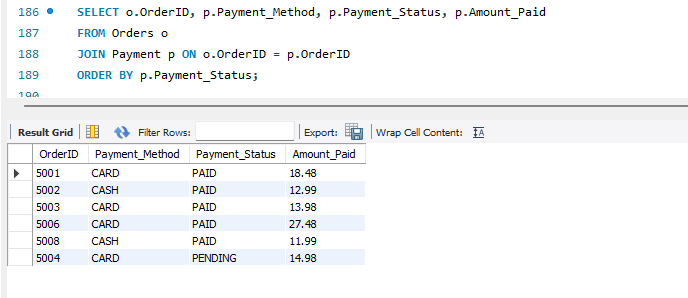 186 SELECT o.OrderID, p.Payment_Method, p.Payment_Status, p.Amount_Paid
187 FROM Orders o
188 JOIN Payment p ON o.OrderID = p.OrderID
189 ORDER BY p.Payment_Status;
190
Result Grid Filter Rows: Export: Wrap Cell Content: IA
OrderID Payment_Method Payment_Status Amount_Paid
5001 CARD PAID 18.48
5002 CASH PAID 12.99
5003 CARD PAID 13.98
5006 CARD PAID 27.48
5008 CASH PAID 11.99
5004 CARD PENDING 14.98